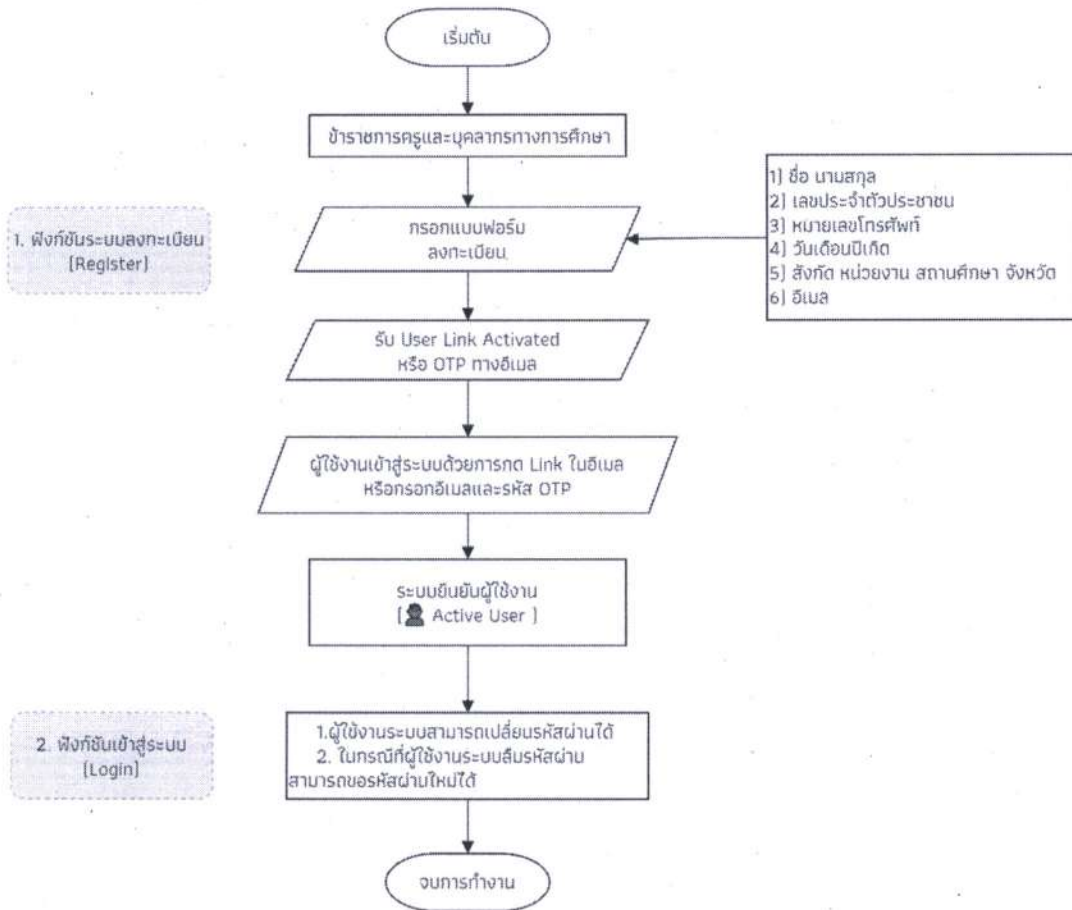 เริ่มต้น
ข้าราชการครูและบุคลากรทางการศึกษา
1. ฟังก์ชันระบบลงทะเบียน
(Register)
กรอกแบบฟอร์ม
ลงทะเบียน
1) ชื่อ นามสกุล
2) เลขประจำตัวประชาชน
3) หมายเลขโทรศัพท์
4) วันเดือนปีเกิด
5) สังกัด หน่วยงาน สถานศึกษา จังหวัด
6) อีเมล
รับ User Link Activated
หรือ OTP ทางอีเมล
ผู้ใช้งานเข้าสู่ระบบด้วยการกด Link ในอีเมล
หรือกรอกอีเมลและรหัส OTP
ระบบยืนยันผู้ใช้งาน
( Active User )
2. ฟังก์ชันเข้าสู่ระบบ
(Login)
1.ผู้ใช้งานระบบสามารถเปลี่ยนรหัสผ่านได้
2. ในกรณีที่ผู้ใช้งานระบบลืมรหัสผ่าน
สามารถขอรหัสผ่านใหม่ได้
จบการทำงาน